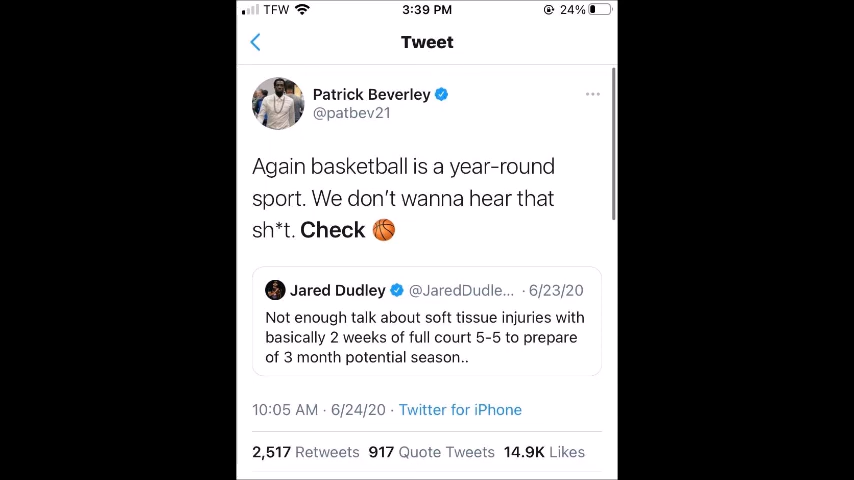 TFW 3:39 PM 24%
Tweet
Patrick Beverley
@patbev21
Again basketball is a year-round
sport. We don't wanna hear that
sh*t. Check 🏀
Jared Dudley @JaredDudle... · 6/23/20
Not enough talk about soft tissue injuries with
basically 2 weeks of full court 5-5 to prepare
of 3 month potential season..
10:05 AM · 6/24/20 · Twitter for iPhone
2,517 Retweets 917 Quote Tweets 14.9K Likes